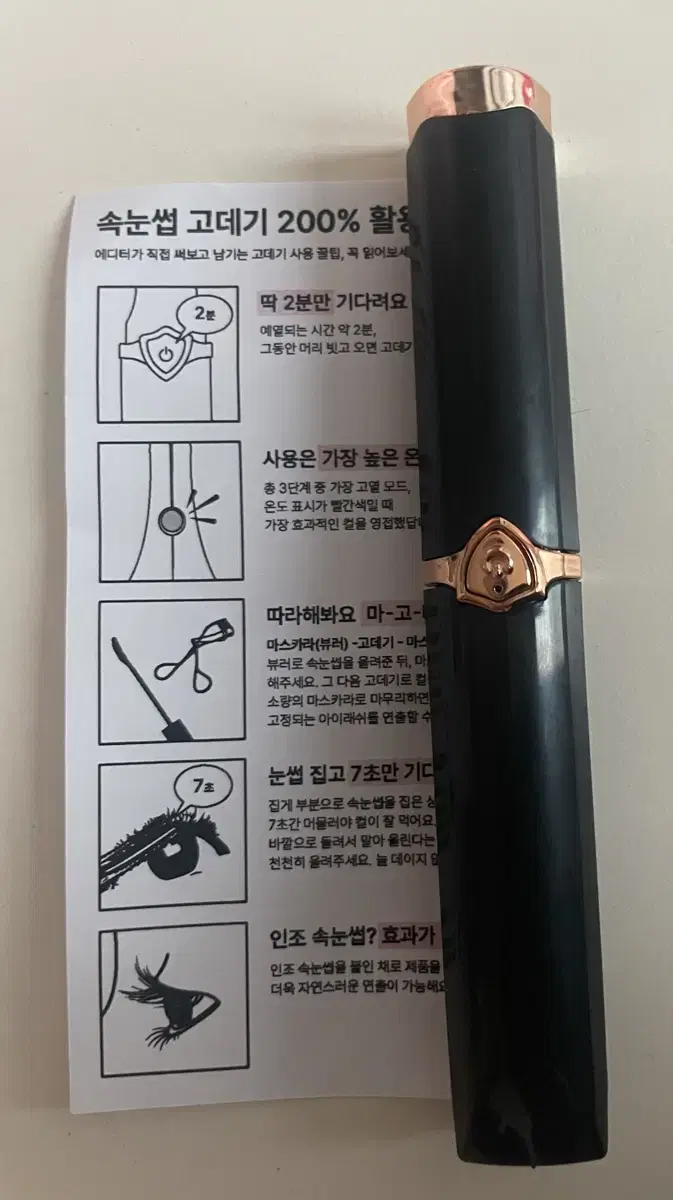 속눈썹 고데기 200% 활용
에디터가 직접 써보고 남기는 고데기 사용 꿀팁, 꼭 읽어보세
2분
딱 2분만 기다려요
예열되는 시간 약 2분,
그동안 머리 빗고 오면 고데기
사용은 가장 높은 온
총 3단계 중 가장 고열 모드,
온도 표시가 빨간색일 때
가장 효과적인 컬을 영접했답
따라해봐요 마-고-
마스카라(뷰러) -고데기 - 마스
뷰러로 속눈썹을 올려준 뒤, 마
해주세요. 그 다음 고데기로 컬
소량의 마스카라로 마무리하면
고정되는 아이래쉬를 연출할 수
7초
눈썹 집고 7초만 기다
집게 부분으로 속눈썹을 집은 상
7초간 머물러야 컬이 잘 먹어요
바깥으로 돌려서 말아 올린다는
천천히 올려주세요. 눌 데이지 않
인조 속눈썹? 효과가
인조 속눈썹을 붙인 채로 제품을
더욱 자연스러운 연출이 가능해요